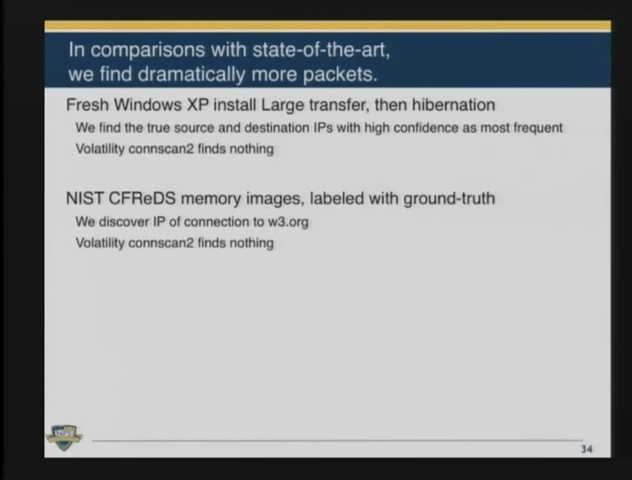 In comparisons with state-of-the-art,
we find dramatically more packets.
Fresh Windows XP install Large transfer, then hibernation
We find the true source and destination IPs with high confidence as most frequent
Volatility connscan2 finds nothing
NIST CFReDS memory images, labeled with ground-truth
We discover IP of connection to w3.org
Volatility connscan2 finds nothing
34